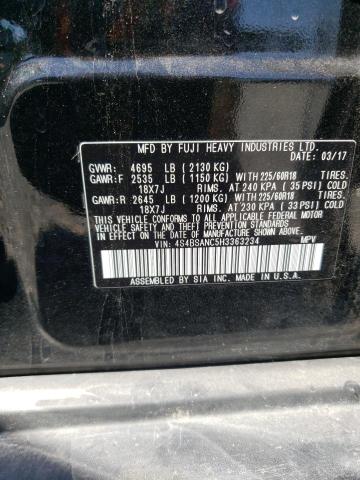 MFD BY FUJI HEAVY INDUSTRIES LTD.
DATE: 03/17
GVWR: 4695 LB (2130 KG)
GAWR:F 2535 LB (1150 KG) WITH 225/60R18 TIRES.
18X7J RIMS. AT 240 KPA (35 PSI) COLD.
GAWR:R 2645 LB (1200 KG) WITH 225/60R18 TIRES.
18X7J RIMS. AT 230 KPA (33 PSI) COLD.
THIS VEHICLE CONFORMS TO ALL APPLICABLE FEDERAL MOTOR
VEHICLE SAFETY AND THEFT PREVENTION STANDARDS IN
EFFECT ON THE DATE OF MANUFACTURE SHOWN ABOVE.
VIN: 4S4BSANC5H3363234 MPV
ASSEMBLED BY SIA INC. MADE IN U.S.A.